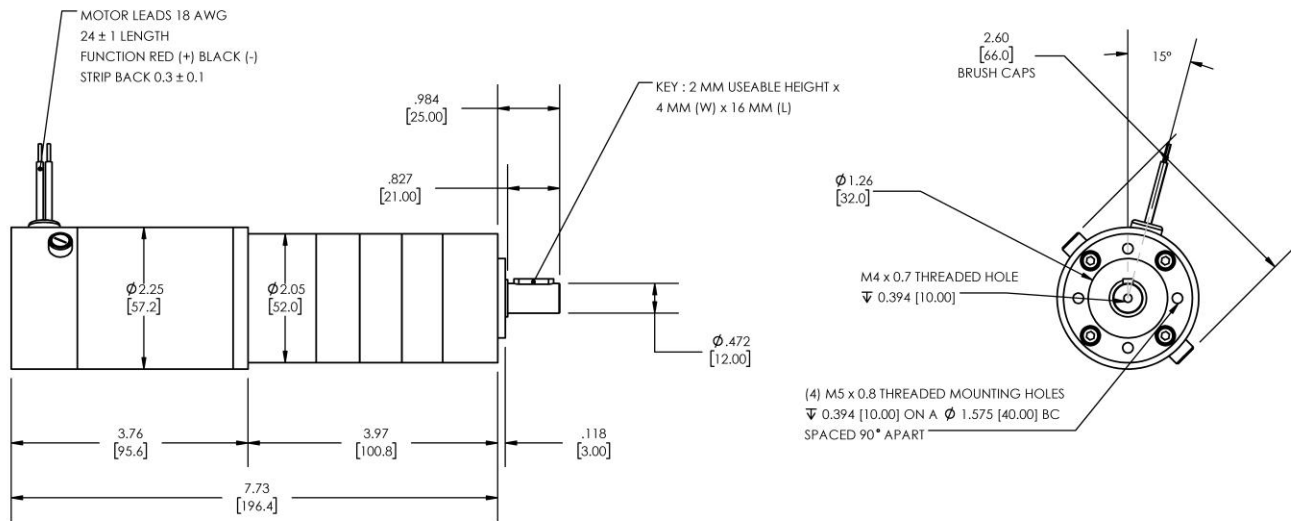 MOTOR LEADS 18 AWG
24 ± 1 LENGTH
FUNCTION RED (+) BLACK (-)
STRIP BACK 0.3 ± 0.1
.984
[25.00]
KEY : 2 MM USEABLE HEIGHT x
4 MM (W) x 16 MM (L)
.827
[21.00]
Ø2.25
[57.2]
Ø2.05
[52.0]
Ø.472
[12.00]
3.76
[95.6]
3.97
[100.8]
.118
[3.00]
7.73
[196.4]
2.60
[66.0]
BRUSH CAPS
15°
Ø1.26
[32.0]
M4 x 0.7 THREADED HOLE
↧ 0.394 [10.00]
(4) M5 x 0.8 THREADED MOUNTING HOLES
↧ 0.394 [10.00] ON A Ø 1.575 [40.00] BC
SPACED 90° APART